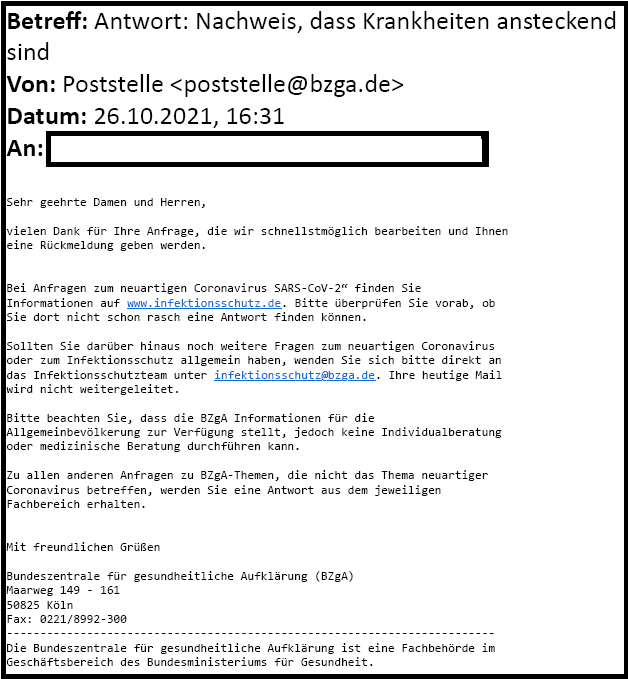 Betreff: Antwort: Nachweis, dass Krankheiten ansteckend
sind
Von: Poststelle <poststelle@bzga.de>
Datum: 26.10.2021, 16:31
An:
Sehr geehrte Damen und Herren,
vielen Dank für Ihre Anfrage, die wir schnellstmöglich bearbeiten und Ihnen
eine Rückmeldung geben werden.
Bei Anfragen zum neuartigen Coronavirus SARS-CoV-2“ finden Sie
Informationen auf www.infektionsschutz.de. Bitte überprüfen Sie vorab, ob
Sie dort nicht schon rasch eine Antwort finden können.
Sollten Sie darüber hinaus noch weitere Fragen zum neuartigen Coronavirus
oder zum Infektionsschutz allgemein haben, wenden Sie sich bitte direkt an
das Infektionsschutzteam unter infektionsschutz@bzga.de. Ihre heutige Mail
wird nicht weitergeleitet.
Bitte beachten Sie, dass die BZgA Informationen für die
Allgemeinbevölkerung zur Verfügung stellt, jedoch keine Individualberatung
oder medizinische Beratung durchführen kann.
Zu allen anderen Anfragen zu BZgA-Themen, die nicht das Thema neuartiger
Coronavirus betreffen, werden Sie eine Antwort aus dem jeweiligen
Fachbereich erhalten.
Mit freundlichen Grüßen
Bundeszentrale für gesundheitliche Aufklärung (BZgA)
Maarweg 149 - 161
50825 Köln
Fax: 0221/8992-300
--------------------------------------------------------------------------
Die Bundeszentrale für gesundheitliche Aufklärung ist eine Fachbehörde im
Geschäftsbereich des Bundesministeriums für Gesundheit.